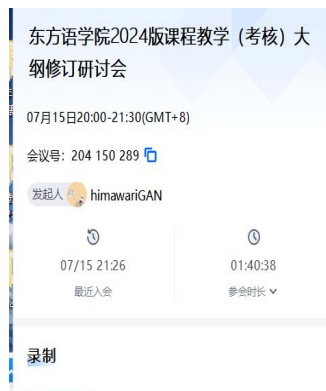 东方语学院2024版课程教学（考核）大
纲修订研讨会
07月15日20:00-21:30(GMT+8)
会议号：204 150 289
发起人 himawariGAN
07/15 21:26
01:40:38
最近入会
参会时长
录制